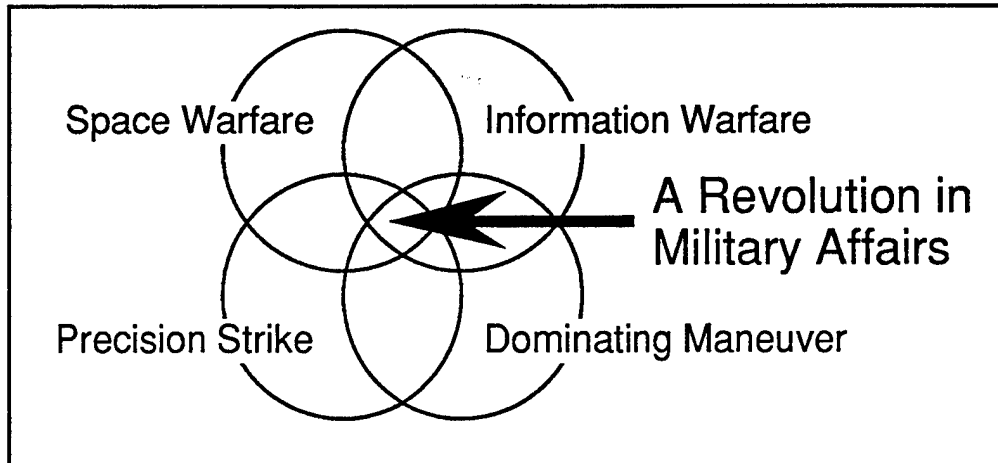 Space Warfare
Information Warfare
A Revolution in
Military Affairs
Precision Strike
Dominating Maneuver